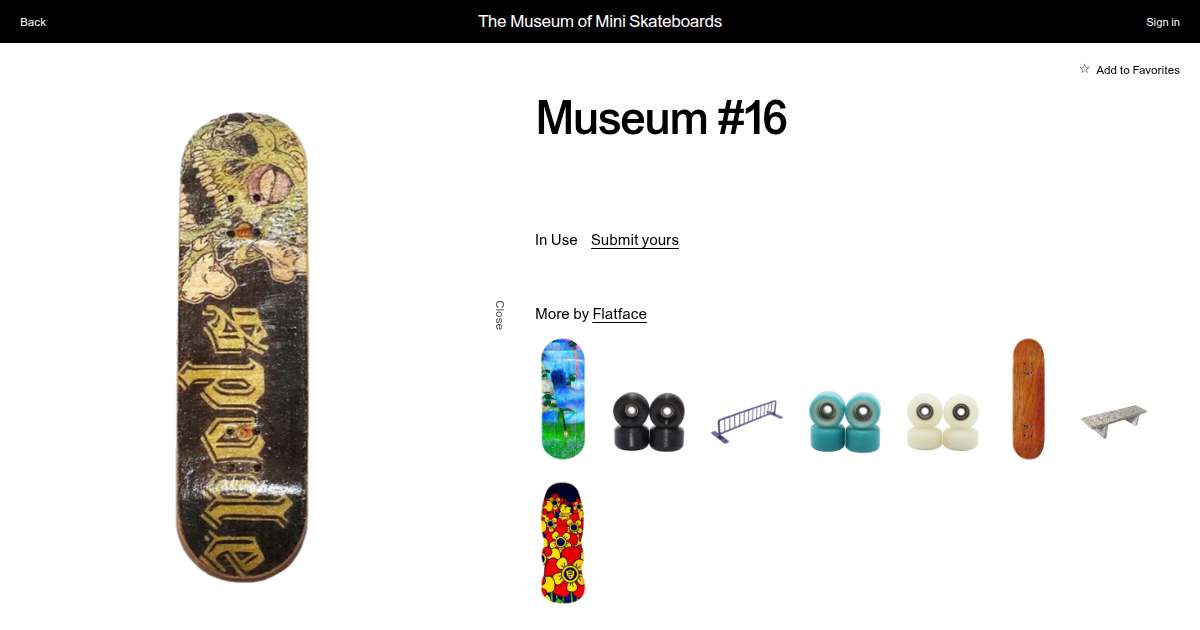 Back
The Museum of Mini Skateboards
Sign in
☆ Add to Favorites
Museum #16
In Use Submit yours
Close
More by Flatface